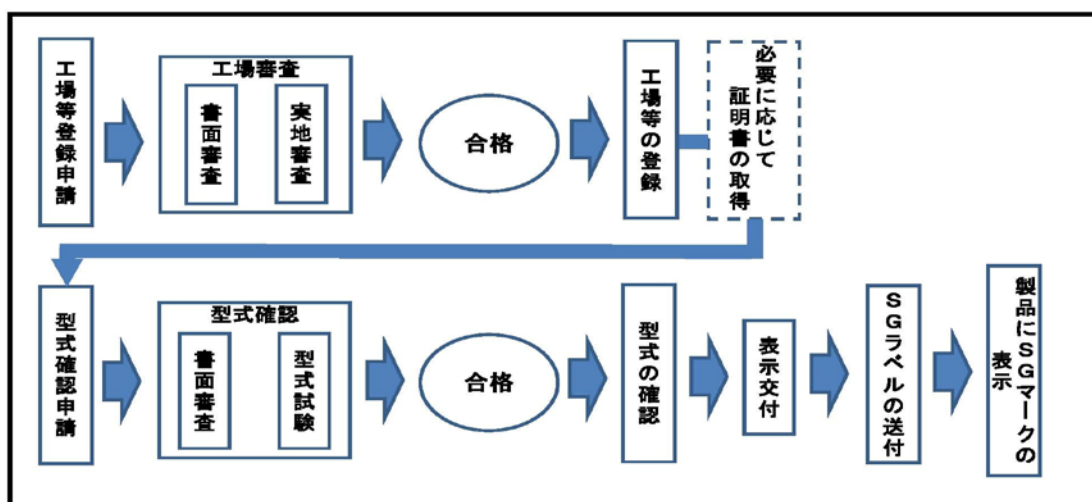 工場等登録申請
工場審査
書面審査
実地審査
合格
工場等の登録
必要に応じて
証明書の取得
型式確認申請
型式確認
書面審査
型式試験
合格
型式の確認
表示交付
SGラベルの送付
製品にSGマークの
表示